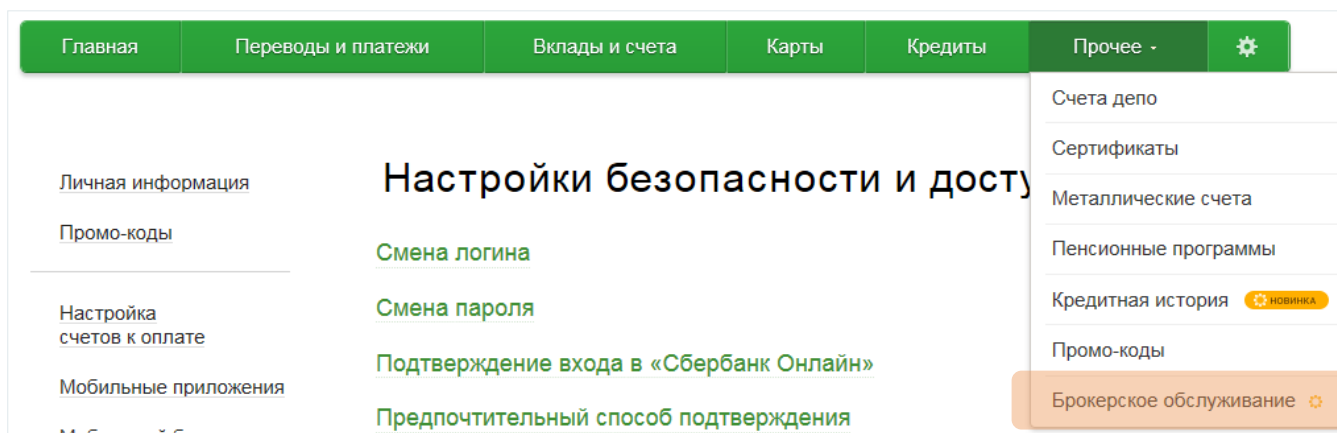 Главная Переводы и платежи Вклады и счета Карты Кредиты Прочее -
Счета депо
Сертификаты
Металлические счета
Пенсионные программы
Кредитная история НОВИНКА
Промо-коды
Брокерское обслуживание
Личная информация
Промо-коды
Настройка
счетов к оплате
Мобильные приложения
Настройки безопасности и досту
Смена логина
Смена пароля
Подтверждение входа в «Сбербанк Онлайн»
Предпочтительный способ подтверждения